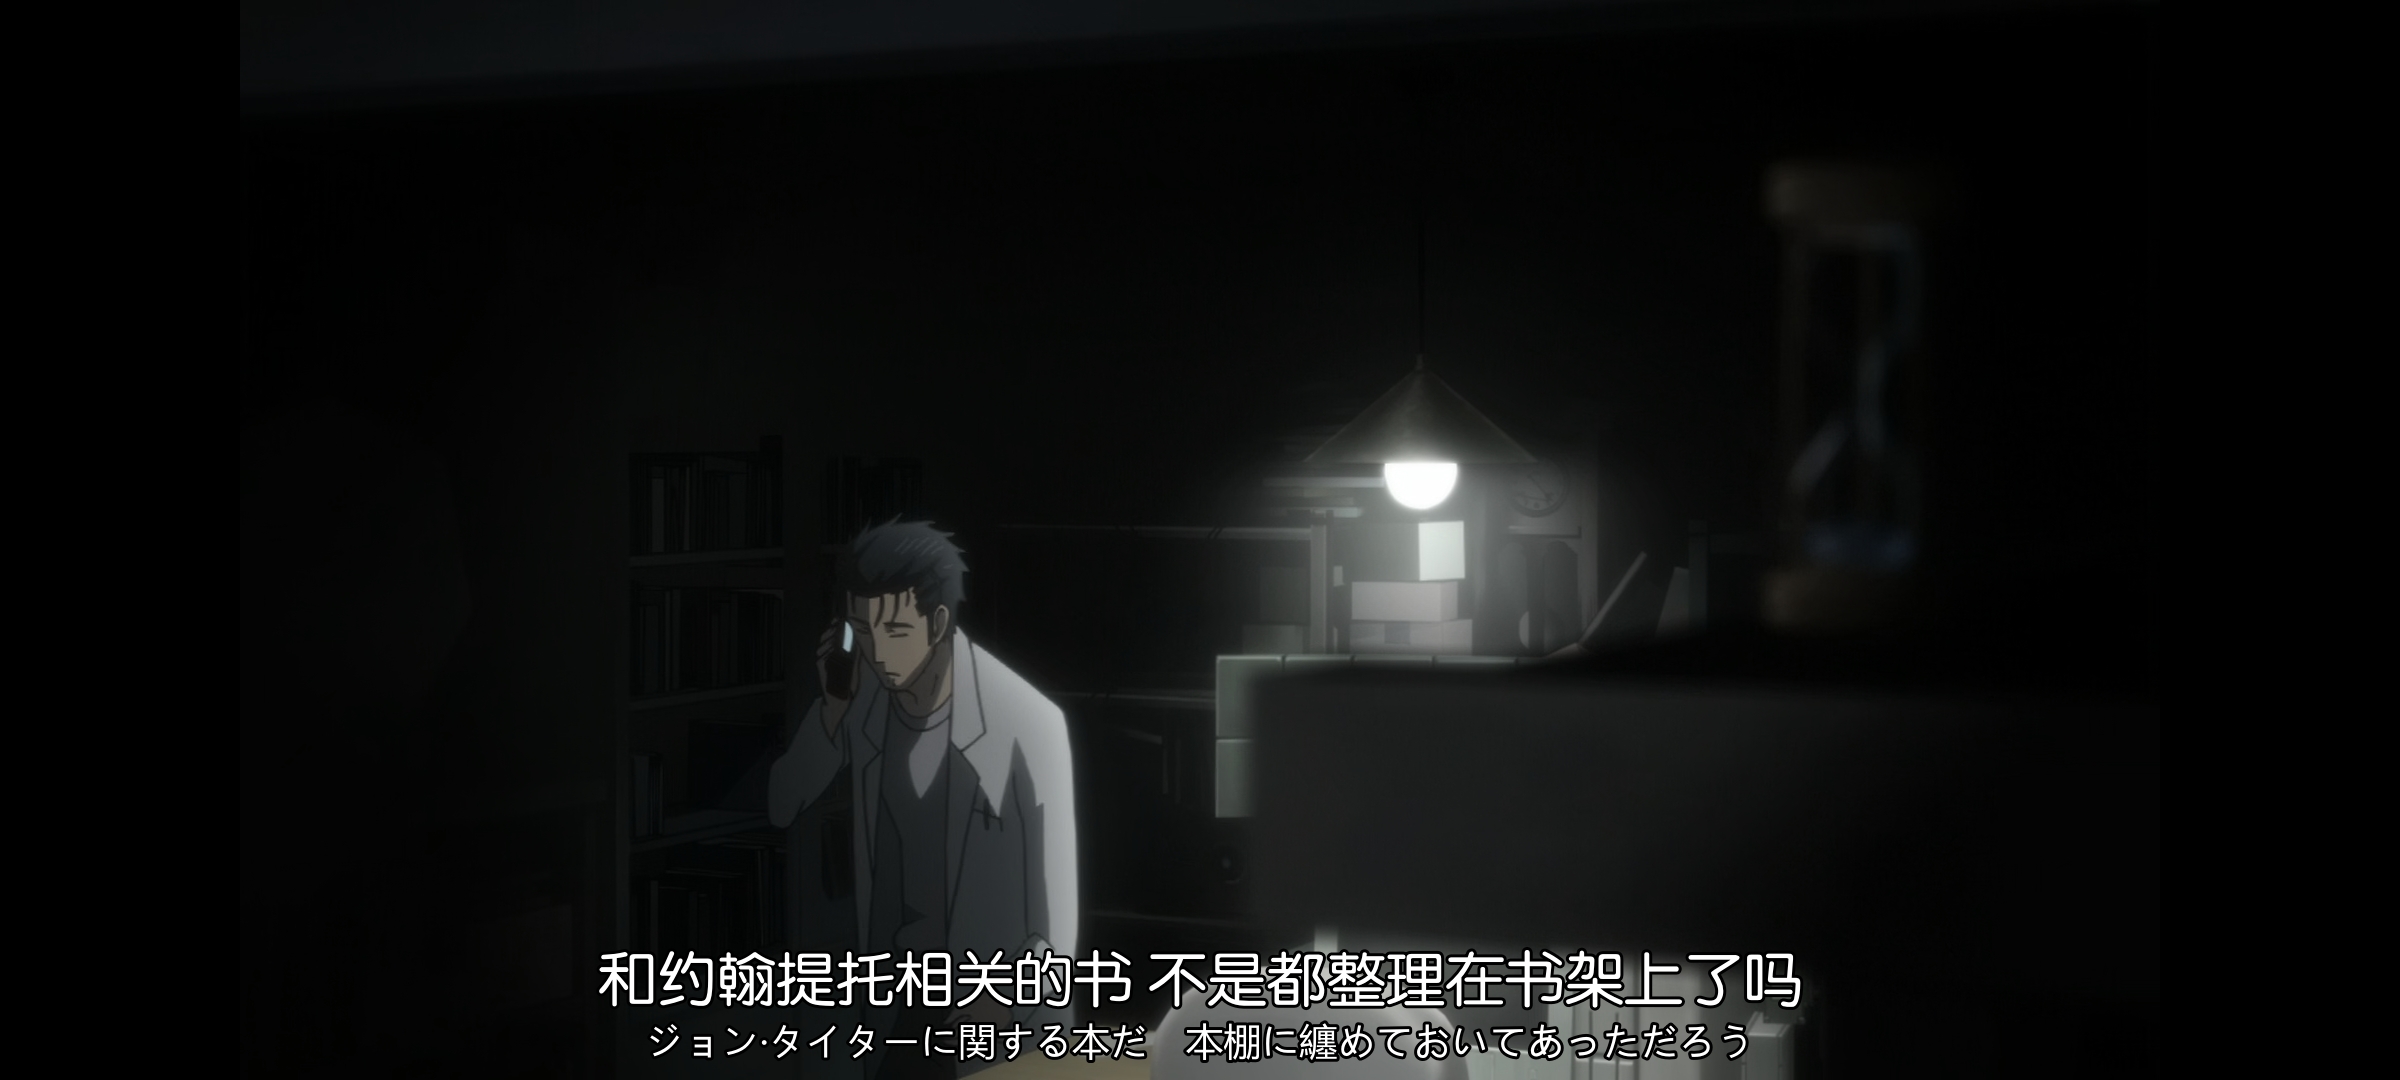 和约翰提托相关的书 不是都整理在书架上了吗
ジョン·タイターに関する本だ　本棚に纏めておいてあっただろう